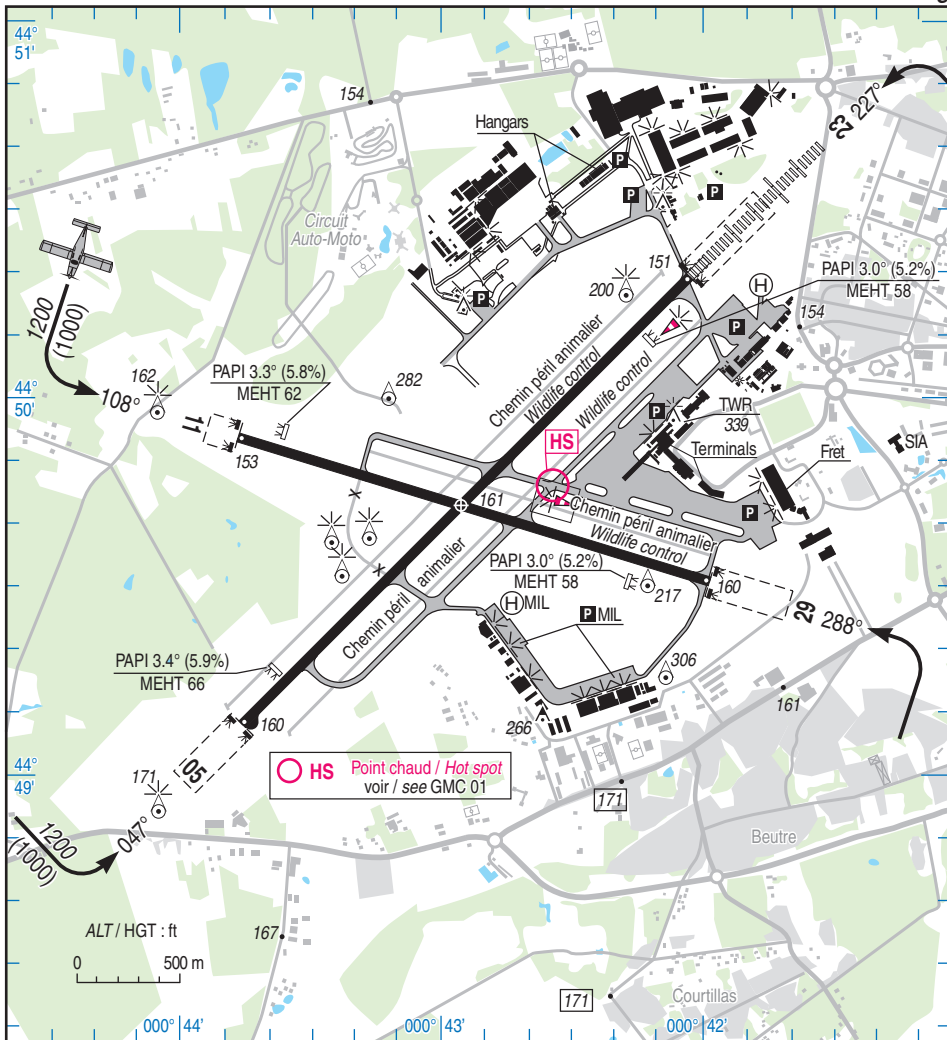 44°
51'
154
Hangars
P
P
P
23
227°
Circuit
Auto-Moto
151
PAPI 3.0° (5.2%)
MEHT 58
H
200
154
P
P
1200
(1000)
Chemin péril animalier
Wildlife control
Wildlife control
PAPI 3.3° (5.8%)
MEHT 62
282
162
108°
44°
50'
P
TWR
339
11
153
HS
Terminals
Fret
SIA
161
P
Chemin péril animalier
Wildlife control
Chemin péril animalier
PAPI 3.0° (5.2%)
MEHT 58
217
160
H MIL
P MIL
29
288°
PAPI 3.4° (5.9%)
MEHT 66
306
161
160
266
05
HS Point chaud / Hot spot
voir / see GMC 01
44°
49'
171
171
047°
1200
(1000)
Beutre
167
ALT / HGT : ft
0 500 m
171
Courtillas
000° 44'
000° 43'
000° 42'